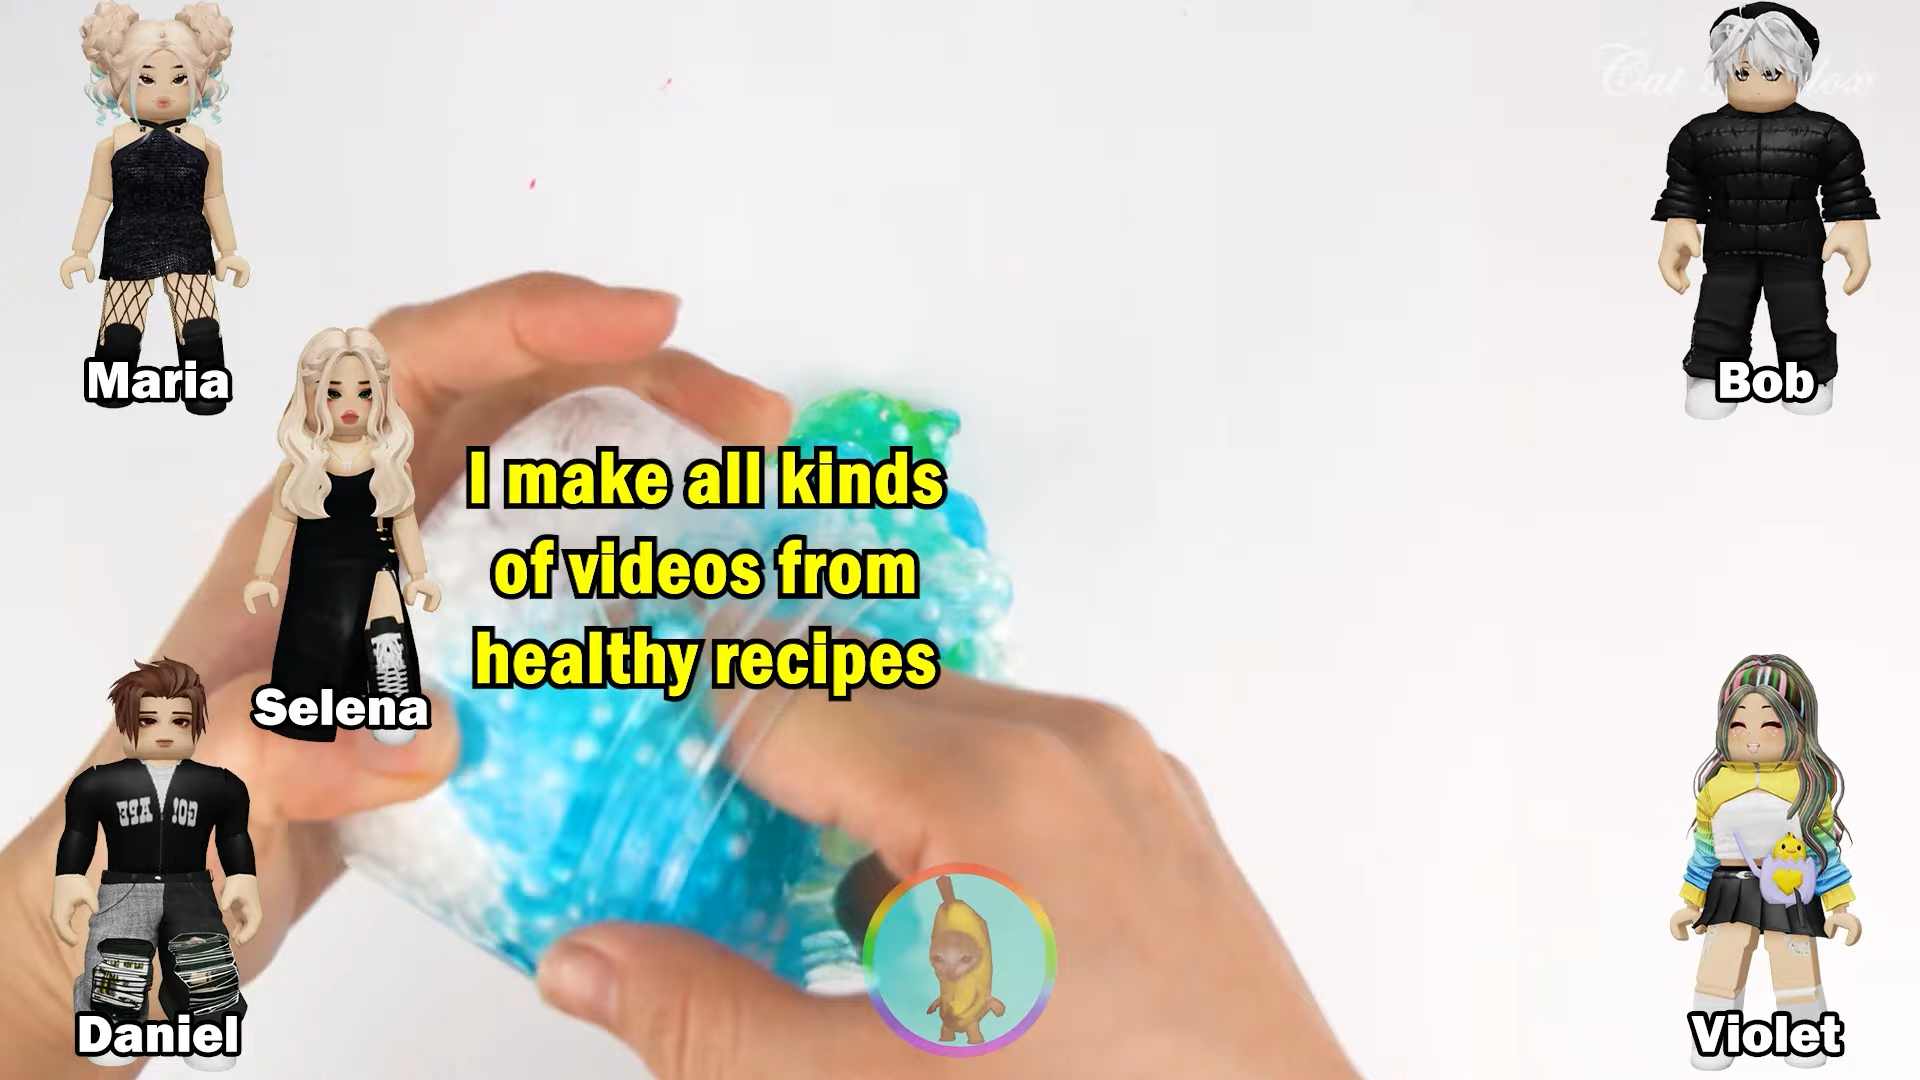 Maria
Bob
I make all kinds
of videos from
healthy recipes
Selena
Daniel
Violet